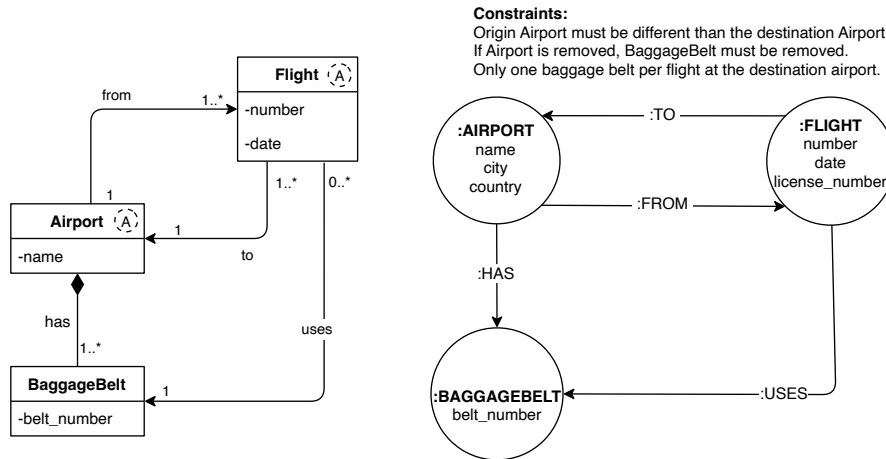 Constraints:
Origin Airport must be different than the destination Airport
If Airport is removed, BaggageBelt must be removed.
Only one baggage belt per flight at the destination airport.
Flight A
-number
-date
from
1..*
1
1..*
0..*
Airport A
-name
1
to
has
1..*
uses
BaggageBelt
-belt_number
1
:AIRPORT
name
city
country
:TO
:FROM
:FLIGHT
number
date
license_number
:HAS
:BAGGAGEBELT
belt_number
:USES